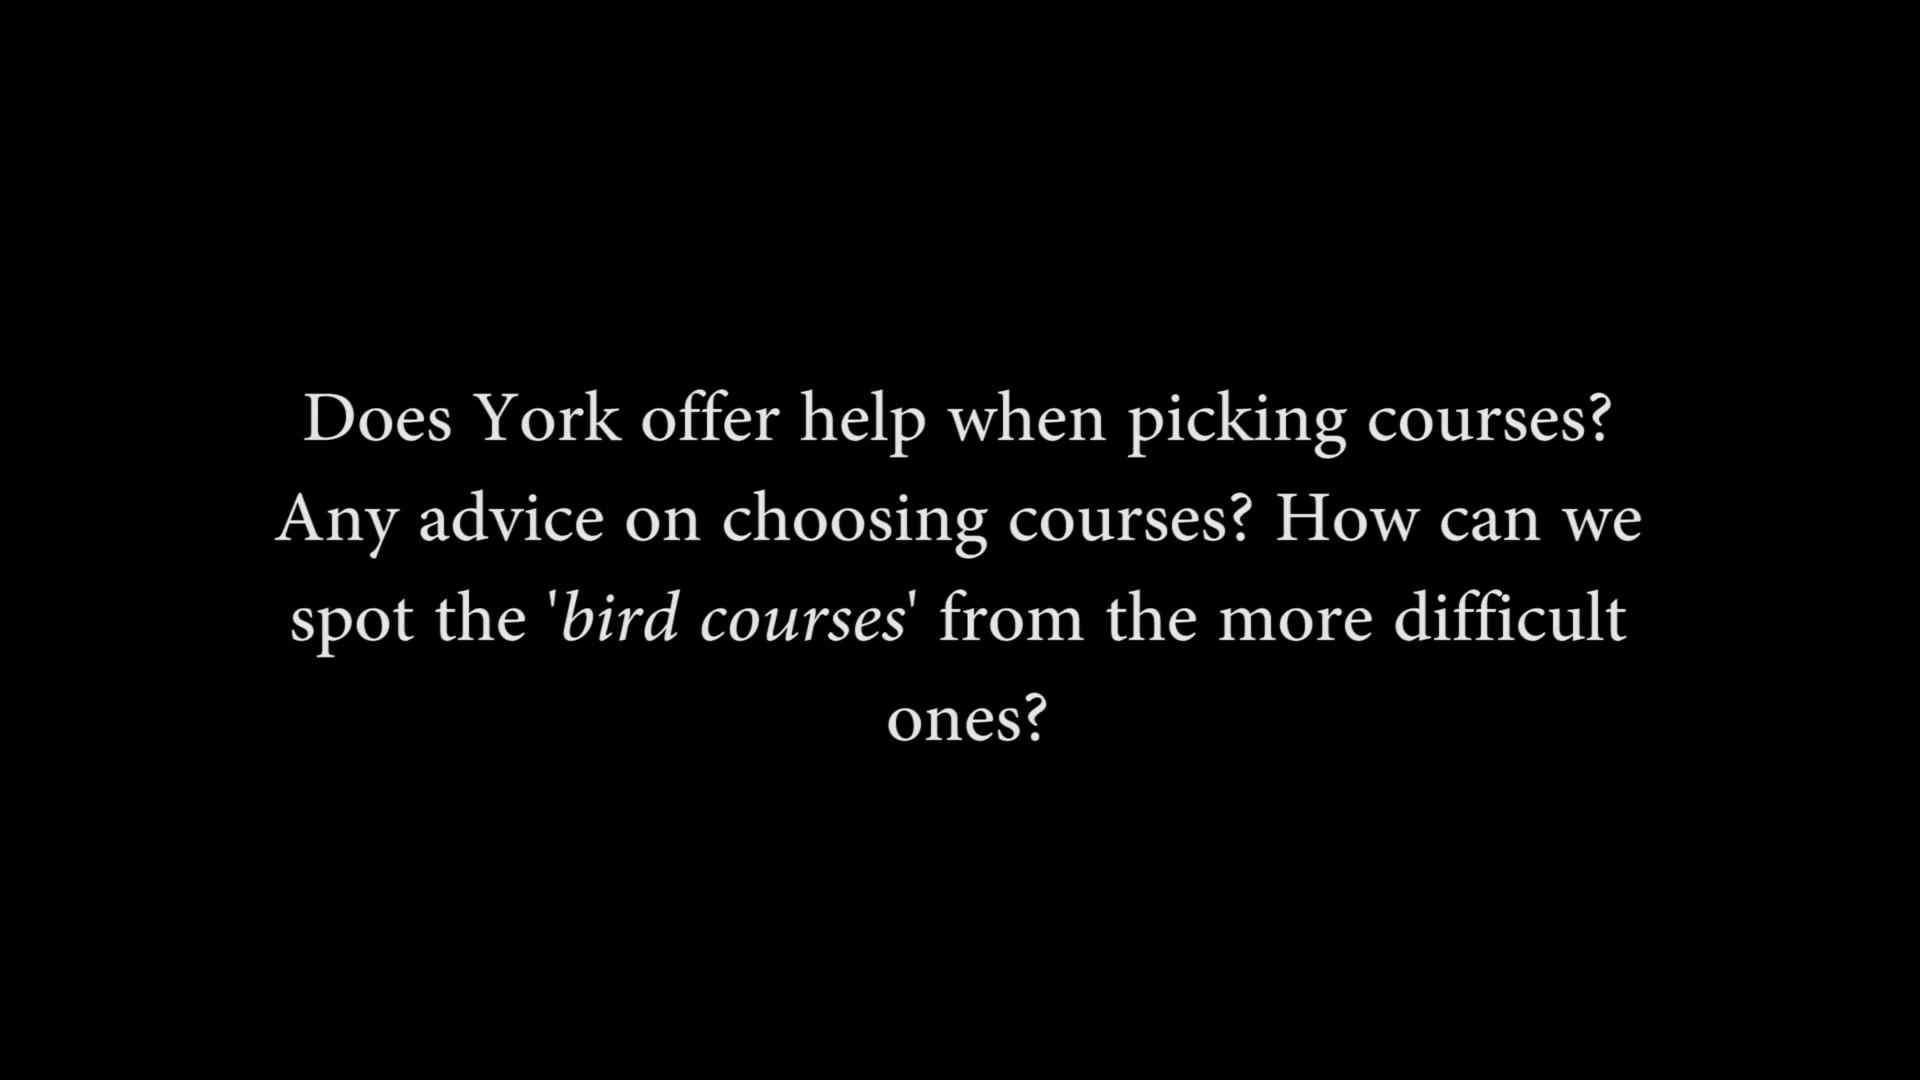 Does York offer help when picking courses?
Any advice on choosing courses? How can we
spot the 'bird courses' from the more difficult
ones?